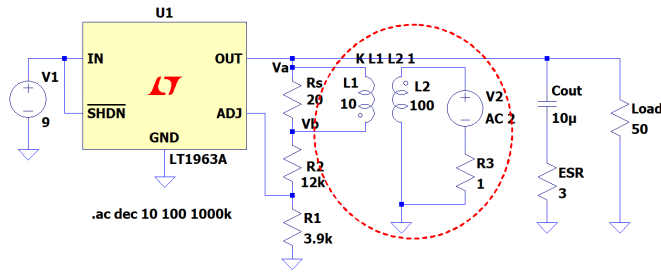 U1
V1
9
IN
SHDN
OUT
ADJ
GND
LT1963A
Va
Rs
20
Vb
K L1 L2 1
L1
10
L2
100
V2
AC 2
R3
1
R2
12k
R1
3.9k
Cout
10µ
ESR
3
Load
50
.ac dec 10 100 1000k